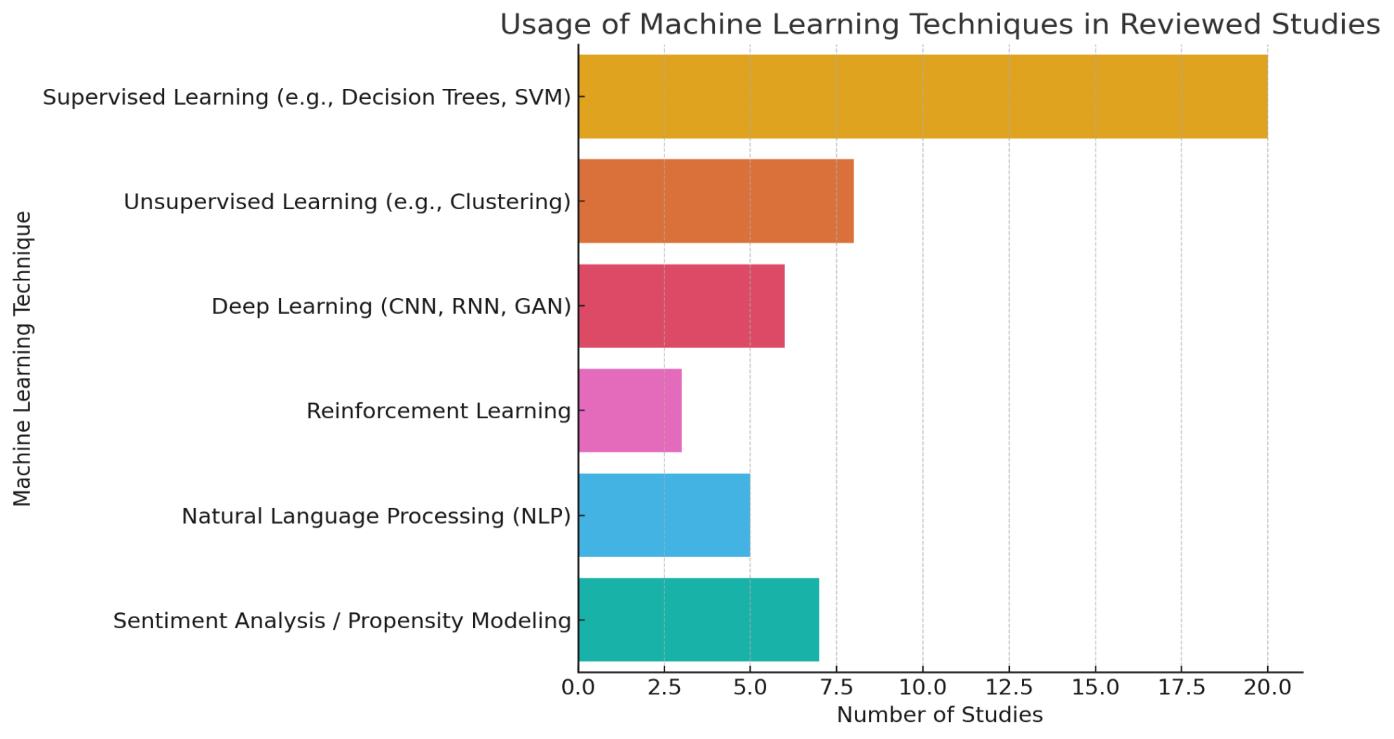 Usage of Machine Learning Techniques in Reviewed Studies
Machine Learning Technique
Supervised Learning (e.g., Decision Trees, SVM)
Unsupervised Learning (e.g., Clustering)
Deep Learning (CNN, RNN, GAN)
Reinforcement Learning
Natural Language Processing (NLP)
Sentiment Analysis / Propensity Modeling
0.0 2.5 5.0 7.5 10.0 12.5 15.0 17.5 20.0
Number of Studies